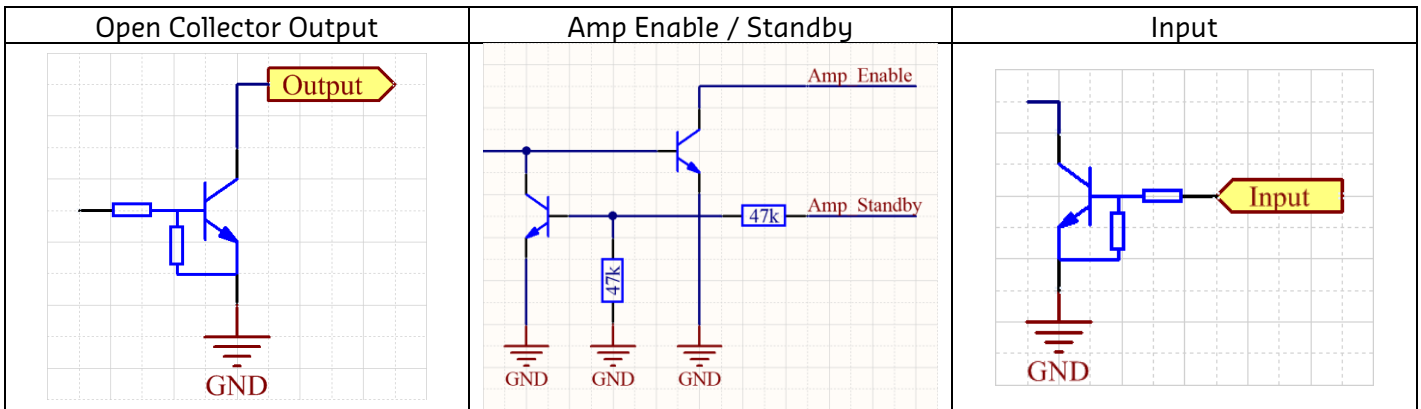 Open Collector Output
Amp Enable / Standby
Input
Output
GND
Amp Enable
Amp Standby
47k
47k
GND
GND
GND
Input
GND